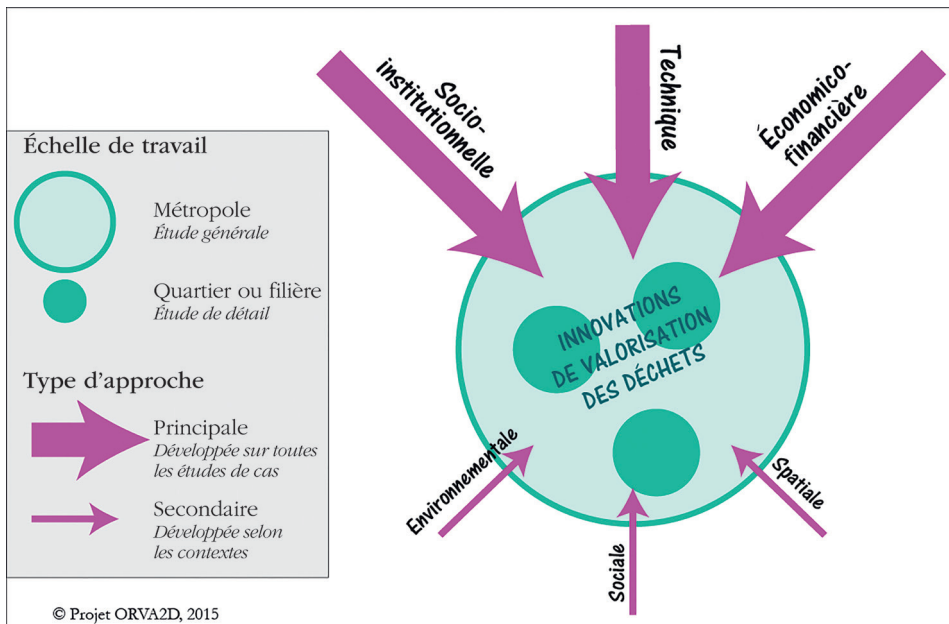 Échelle de travail
Métropole
Étude générale
Quartier ou filière
Étude de détail
Type d'approche
Principale
Développée sur toutes
les études de cas
Secondaire
Développée selon
les contextes
© Projet ORVA2D, 2015
Socio-
institutionnelle
Technique
Économico-
financière
INNOVATIONS
DE VALORISATION
DES DÉCHETS
Environnementale
Sociale
Spatiale